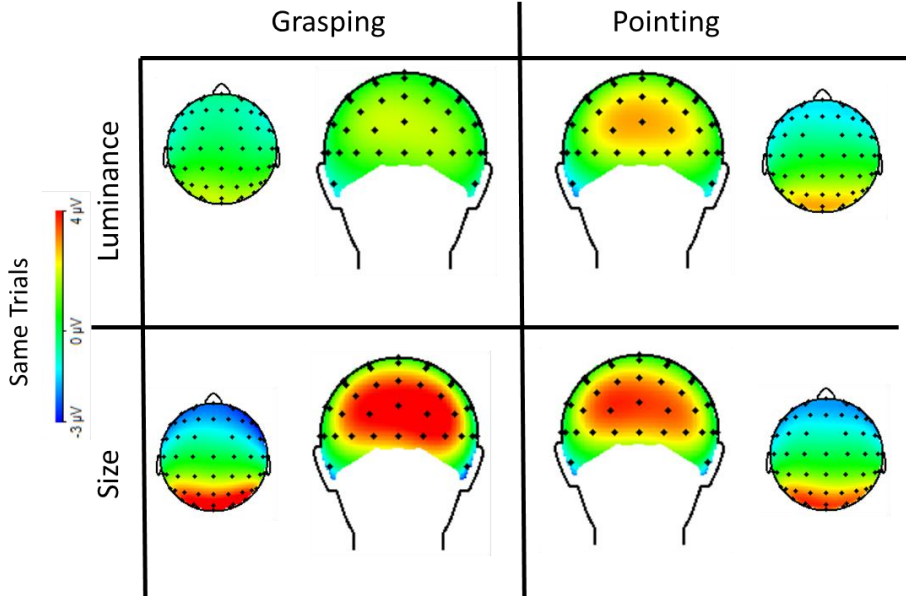 Grasping
Pointing
Luminance
Same Trials
4 µV
0 µV
-3 µV
Size